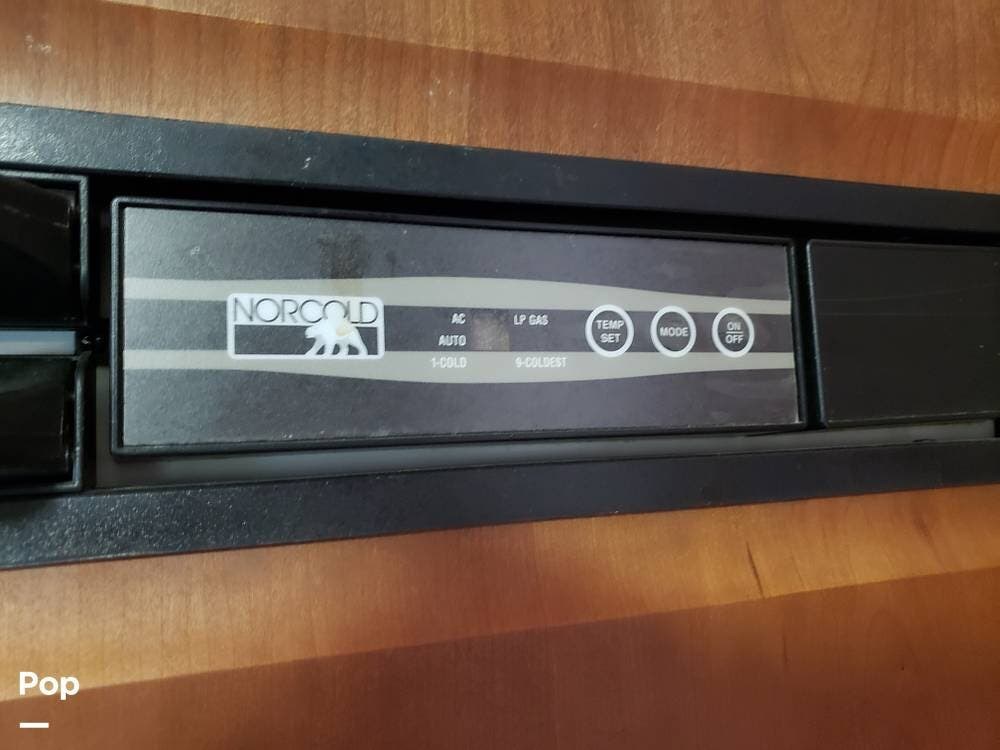 NORCOLD
AC LP GAS
AUTO
1-COLD 9-COLDEST
TEMP
SET
MODE
ON
OFF
Pop